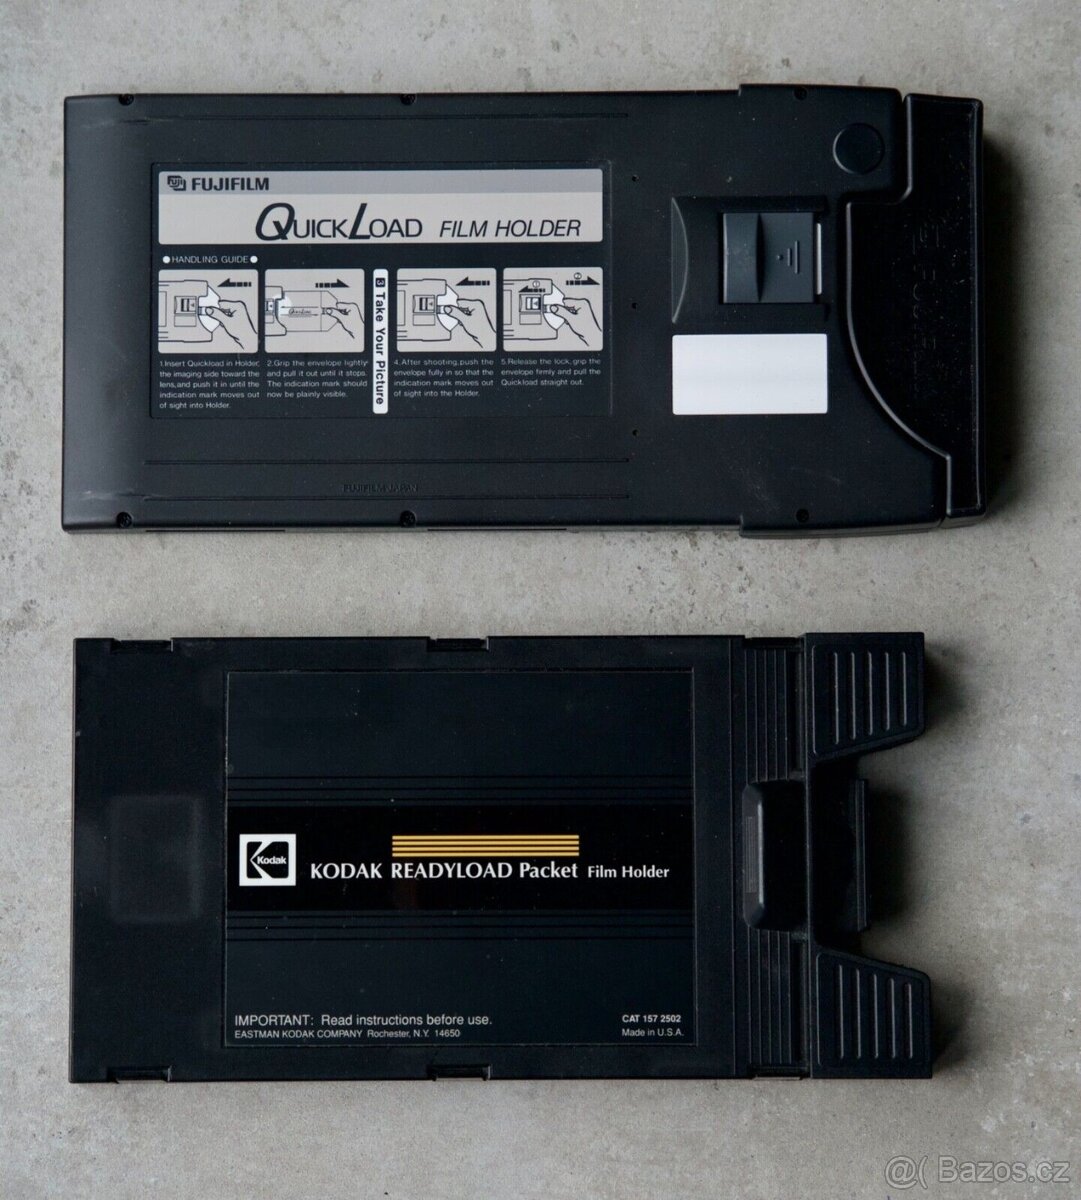 Fuji FUJIFILM
QUICKLOAD FILM HOLDER
●HANDLING GUIDE●
1.Insert Quickload in Holder,
the imaging side toward the
lens,and push it in until the
indication mark moves out
of sight into Holder.
2.Grip the envelope lightly
and pull it out until it stops.
The indication mark should
now be plainly visible.
3 Take Your Picture
4.After shooting,push the
envelope fully in so that the
indication mark moves out
of sight into the Holder.
5.Release the lock,grip the
envelope firmly and pull the
Quickload straight out.
FUJIFILM JAPAN
Kodak
KODAK READYLOAD Packet Film Holder
IMPORTANT: Read instructions before use.
EASTMAN KODAK COMPANY Rochester, N.Y. 14650
CAT 157 2502
Made in U.S.A.
@( Bazos.cz